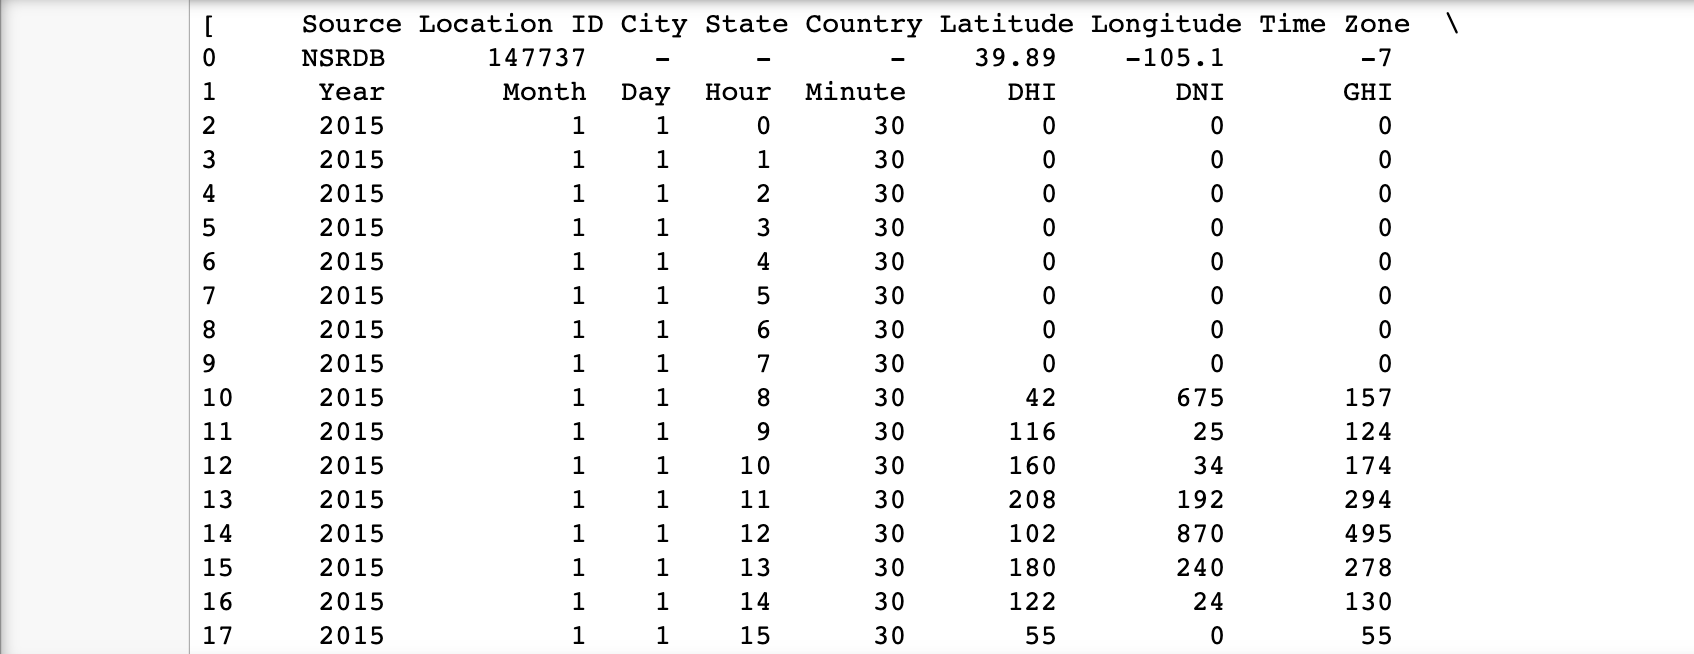 [ Source Location ID City State Country Latitude Longitude Time Zone \
0 NSRDB 147737 - - - 39.89 -105.1 -7
1 Year Month Day Hour Minute DHI DNI GHI
2 2015 1 1 0 30 0 0 0
3 2015 1 1 1 30 0 0 0
4 2015 1 1 2 30 0 0 0
5 2015 1 1 3 30 0 0 0
6 2015 1 1 4 30 0 0 0
7 2015 1 1 5 30 0 0 0
8 2015 1 1 6 30 0 0 0
9 2015 1 1 7 30 0 0 0
10 2015 1 1 8 30 42 675 157
11 2015 1 1 9 30 116 25 124
12 2015 1 1 10 30 160 34 174
13 2015 1 1 11 30 208 192 294
14 2015 1 1 12 30 102 870 495
15 2015 1 1 13 30 180 240 278
16 2015 1 1 14 30 122 24 130
17 2015 1 1 15 30 55 0 55